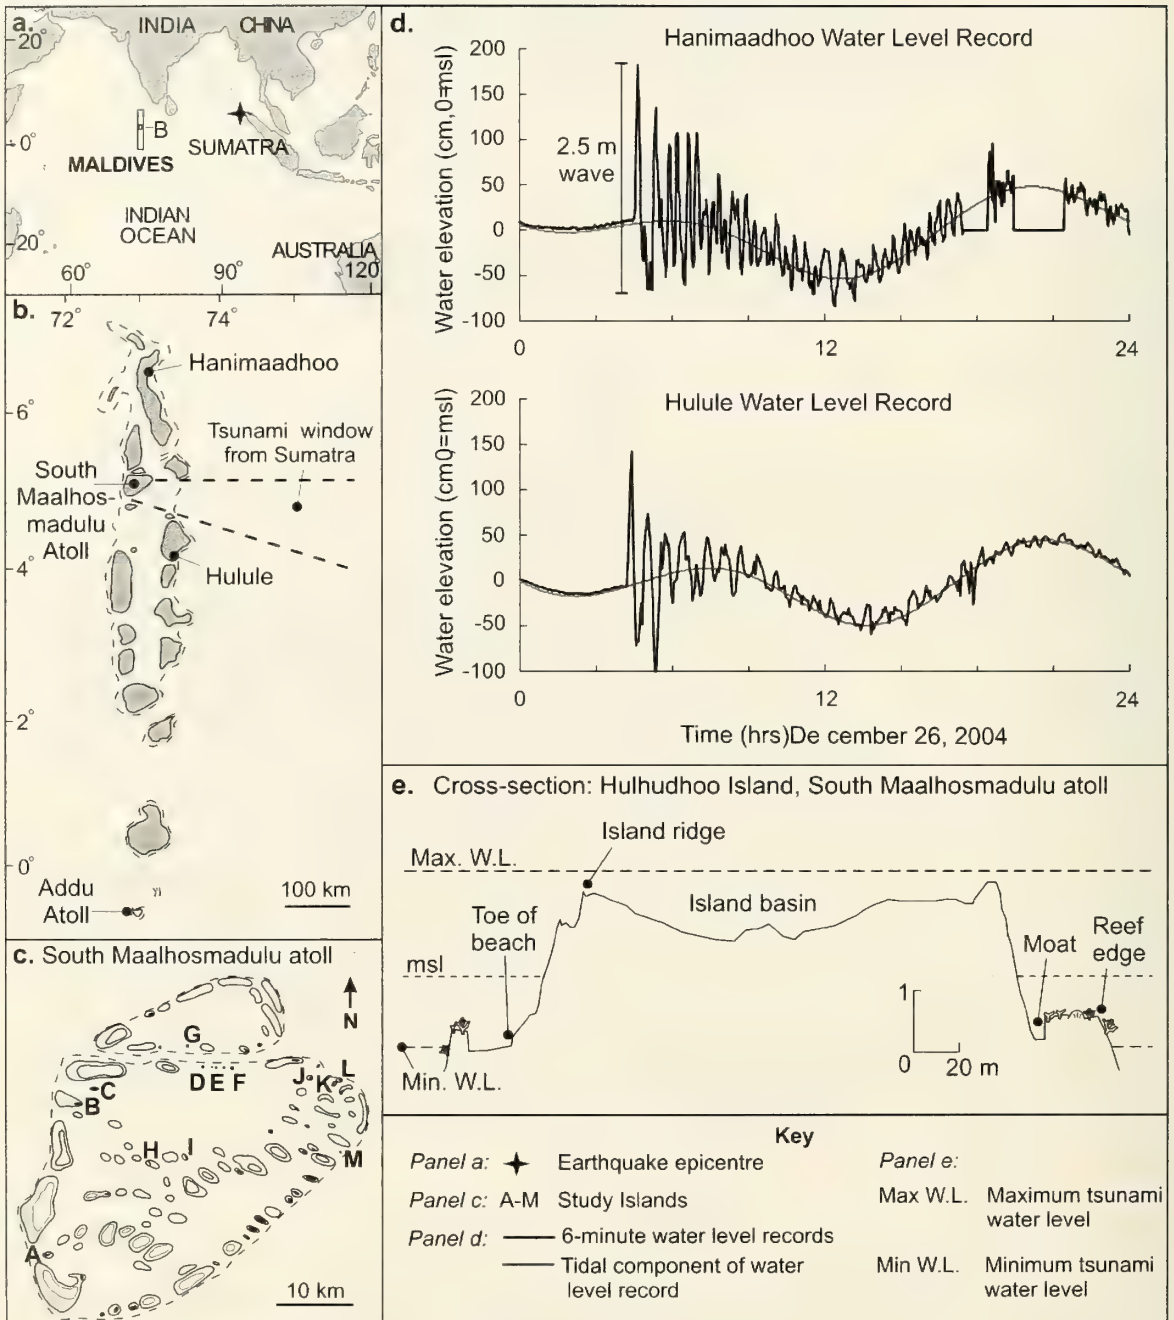 a.
INDIA
CHINA
20°
0°
B
SUMATRA
MALDIVES
INDIAN
OCEAN
20°
AUSTRALIA
60°
90°
120°
b.
72°
74°
Hanimaadhoo
6°
Tsunami window
from Sumatra
South
Maalhos-
madulu
Atoll
4°
Hulule
2°
0°
Addu
Atoll
100 km
c. South Maalhosmadulu atoll
N
G
D E F
J
K
L
C
B
H
I
M
A
10 km
d.
Hanimaadhoo Water Level Record
Water elevation (cm,0=msl)
200
150
100
50
0
-50
-100
2.5 m
wave
0
12
24
Hulule Water Level Record
Water elevation (cm0=msl)
200
150
100
50
0
-50
-100
0
12
24
Time (hrs)De cember 26, 2004
e. Cross-section: Hulhudhoo Island, South Maalhosmadulu atoll
Island ridge
Max. W.L.
Island basin
Toe of
beach
Reef
edge
Moat
msl
1
0
20 m
Min. W.L.
Key
Panel a:
Earthquake epicentre
Panel c: A-M Study Islands
Panel d:
6-minute water level records
Tidal component of water
level record
Panel e:
Max W.L. Maximum tsunami
water level
Min W.L. Minimum tsunami
water level